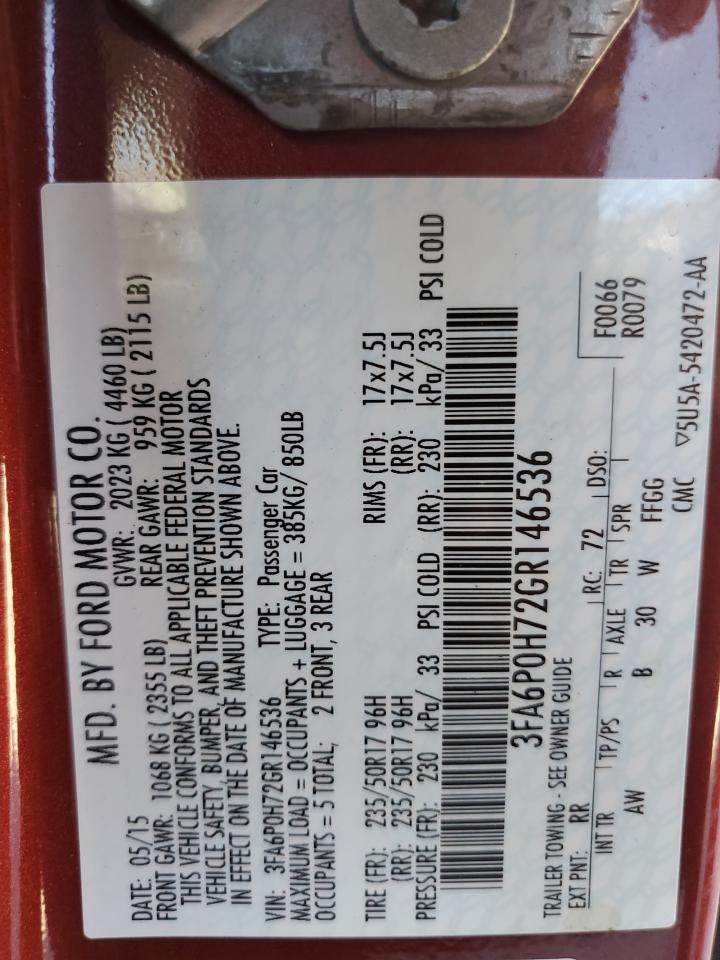 MFD. BY FORD MOTOR CO.
DATE: 05/15 GVWR: 2023 KG ( 4460 LB)
FRONT GAWR: 1068 KG ( 2355 LB) REAR GAWR: 959 KG ( 2115 LB)
THIS VEHICLE CONFORMS TO ALL APPLICABLE FEDERAL MOTOR
VEHICLE SAFETY, BUMPER, AND THEFT PREVENTION STANDARDS
IN EFFECT ON THE DATE OF MANUFACTURE SHOWN ABOVE.
VIN: 3FA6P0H72GR146536 TYPE: Passenger Car
MAXIMUM LOAD = OCCUPANTS + LUGGAGE = 385KG/ 850LB
OCCUPANTS = 5 TOTAL; 2 FRONT, 3 REAR
TIRE (FR): 235/50R17 96H RIMS (FR): 17x7.5J
(RR): 235/50R17 96H (RR): 17x7.5J
PRESSURE (FR): 230 kPa/ 33 PSI COLD (RR): 230 kPa/ 33 PSI COLD
3FA6P0H72GR146536
TRAILER TOWING - SEE OWNER GUIDE
EXT PNT: RR RC: 72 DSO: F0066
R0079
INT TR TP/PS R AXLE TR SPR
AW B 30 W FFGG
CMC ▽5U5A-5420472-AA